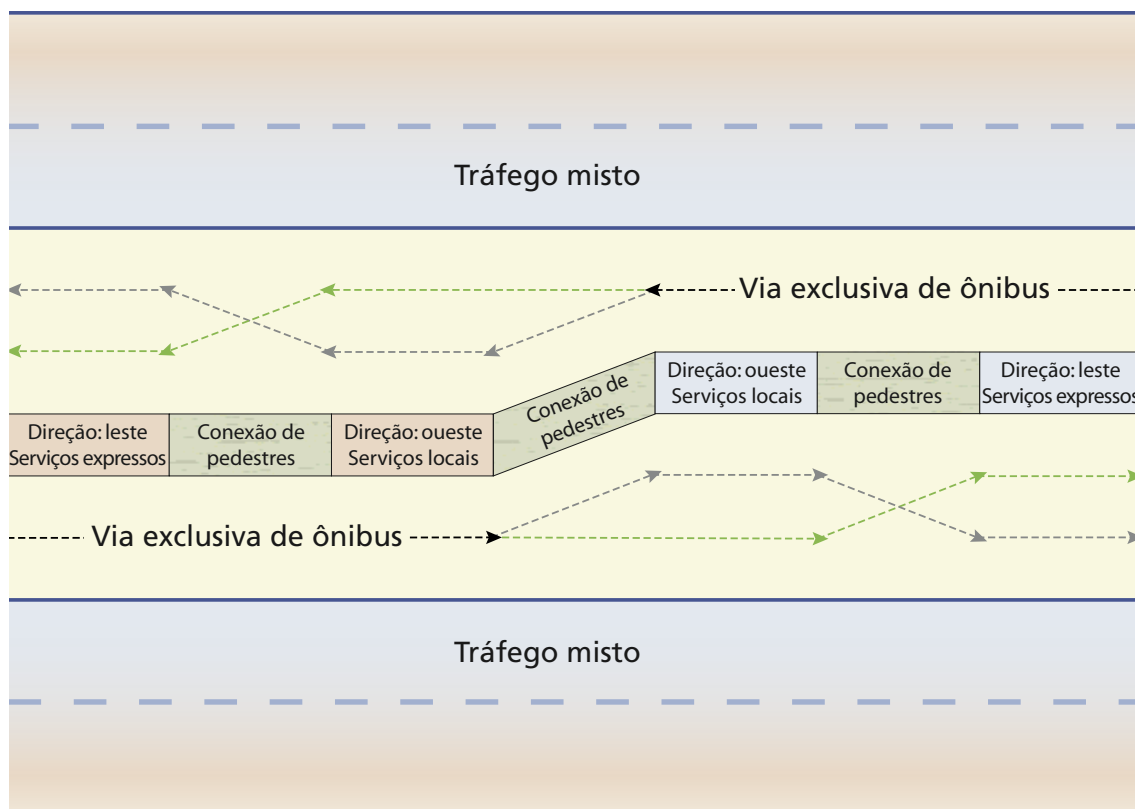 Tráfego misto
Via exclusiva de ônibus
Direção: oueste
Serviços locais
Conexão de
pedestres
Direção: leste
Serviços expressos
Conexão de
pedestres
Direção: leste
Serviços expressos
Conexão de
pedestres
Direção: oueste
Serviços locais
Via exclusiva de ônibus
Tráfego misto